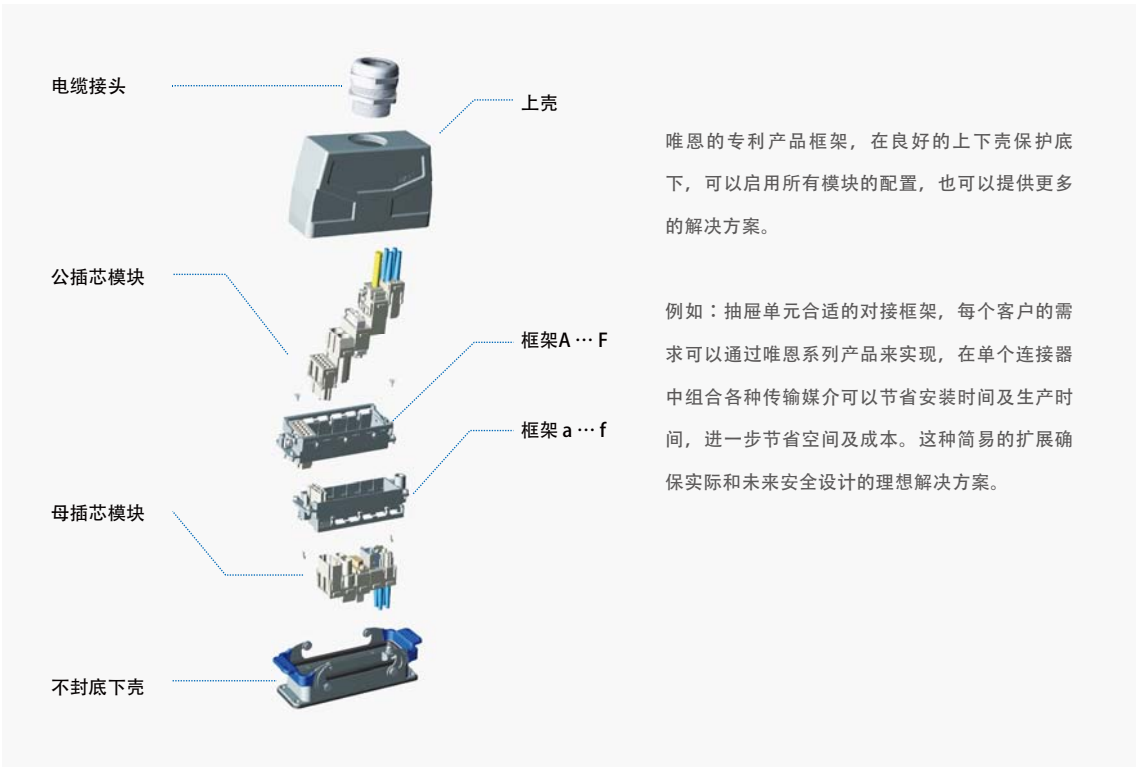 电缆接头
上壳
公插芯模块
框架A … F
框架 a … f
母插芯模块
不封底下壳
唯恩的专利产品框架，在良好的上下壳保护底
下，可以启用所有模块的配置，也可以提供更多
的解决方案。
例如：抽屉单元合适的对接框架，每个客户的需
求可以通过唯恩系列产品来实现，在单个连接器
中组合各种传输媒介可以节省安装时间及生产时
间，进一步节省空间及成本。这种简易的扩展确
保实际和未来安全设计的理想解决方案。